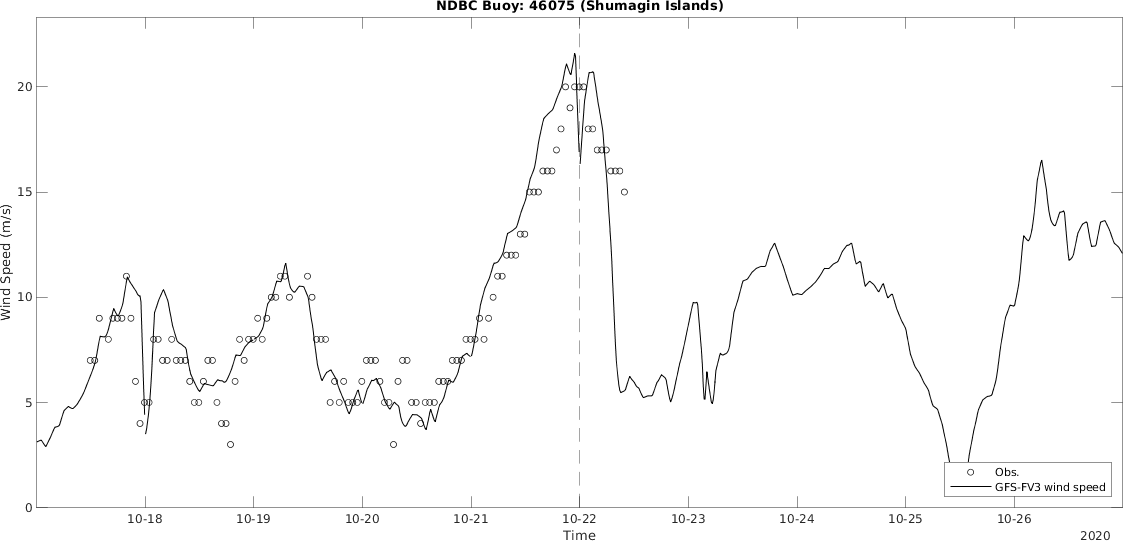 NDBC Buoy: 46075 (Shumagin Islands)
Wind Speed (m/s)
20
15
10
5
0
10-18 10-19 10-20 10-21 10-22 10-23 10-24 10-25 10-26
Time
2020
Obs.
GFS-FV3 wind speed